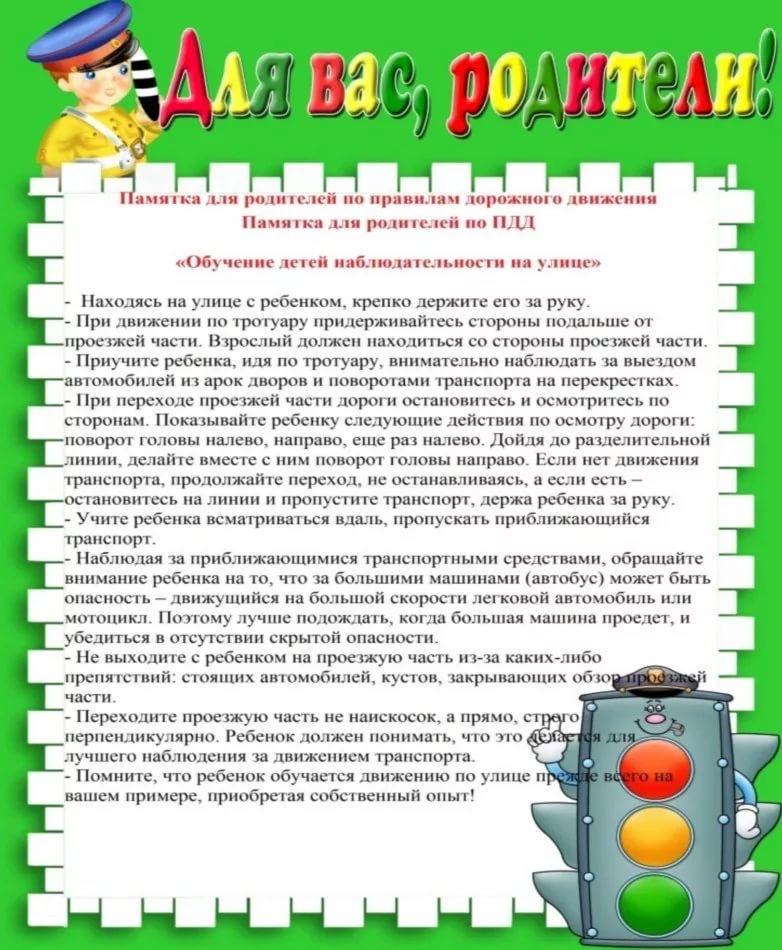 Для вас, родители!
Памятка для родителей по правилам дорожного движения
Памятка для родителей по ПДД
«Обучение детей наблюдательности на улице»
- Находясь на улице с ребенком, крепко держите его за руку.
- При движении по тротуару придерживайтесь стороны подальше от
проезжей части. Взрослый должен находиться со стороны проезжей части.
- Приучите ребенка, идя по тротуару, внимательно наблюдать за выездом
автомобилей из арок дворов и поворотами транспорта на перекрестках.
- При переходе проезжей части дороги остановитесь и осмотритесь по
сторонам. Показывайте ребенку следующие действия по осмотру дороги:
поворот головы налево, направо, еще раз налево. Дойдя до разделительной
линии, делайте вместе с ним поворот головы направо. Если нет движения
транспорта, продолжайте переход, не останавливаясь, а если есть –
остановитесь на линии и пропустите транспорт, держа ребенка за руку.
- Учите ребенка всматриваться вдаль, пропускать приближающийся
транспорт.
- Наблюдая за приближающимися транспортными средствами, обращайте
внимание ребенка на то, что за большими машинами (автобус) может быть
опасность – движущийся на большой скорости легковой автомобиль или
мотоцикл. Поэтому лучше подождать, когда большая машина проедет, и
убедиться в отсутствии скрытой опасности.
- Не выходите с ребенком на проезжую часть из-за каких-либо
препятствий: стоящих автомобилей, кустов, закрывающих обзор проезжей
части.
- Переходите проезжую часть не наискосок, а прямо, строго
перпендикулярно. Ребенок должен понимать, что это делается для
лучшего наблюдения за движением транспорта.
- Помните, что ребенок обучается движению по улице прежде всего на
вашем примере, приобретая собственный опыт!